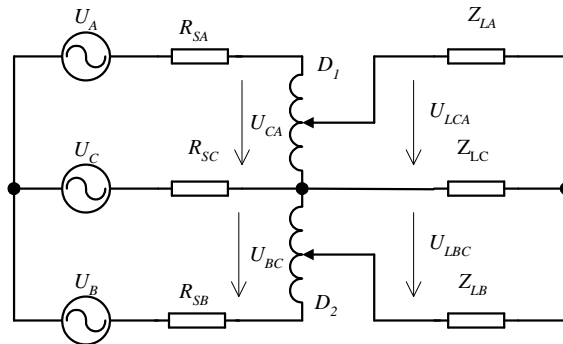 U_A
R_SA
Z_LA
D_1
U_CA
U_LCA
U_C
R_SC
Z_LC
U_BC
U_LBC
U_B
R_SB
Z_LB
D_2